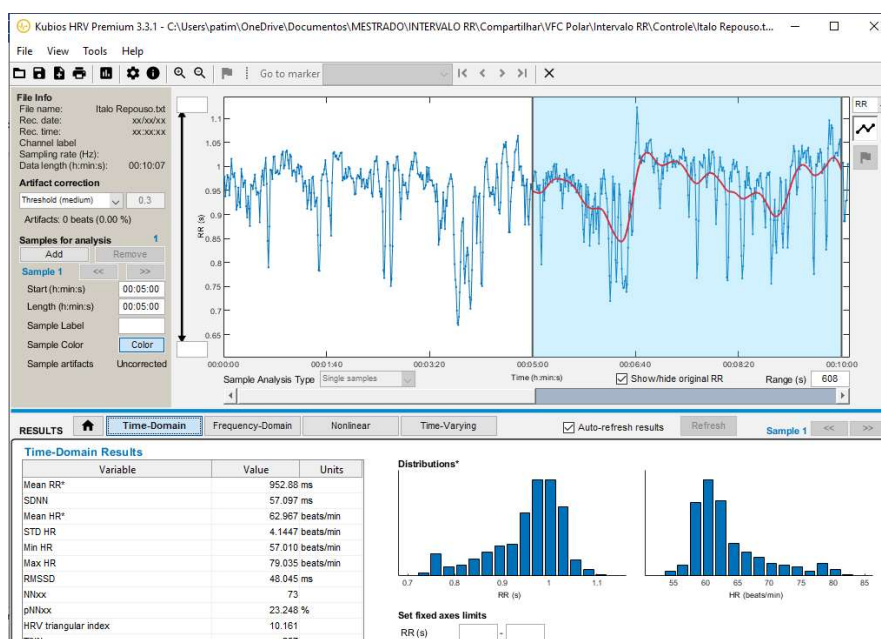 Kubios HRV Premium 3.3.1 - C:\Users\patim\OneDrive\Documentos\MESTRADO\INTERVALO RR\Compartilhar\VFC Polar\Intervalo RR\Controle\Italo Repouso.t...
File View Tools Help
Go to marker
File Info
File name: Italo Repouso.txt
Rec. date: xx/xx/xx
Rec. time: xx:xx:xx
Channel label
Sampling rate (Hz):
Data length (h:min:s): 00:10:07
Artifact correction
Threshold (medium) 0.3
Artifacts: 0 beats (0.00 %)
Samples for analysis 1
Add Remove
Sample 1 << >>
Start (h:min:s) 00:05:00
Length (h:min:s) 00:05:00
Sample Label
Sample Color Color
Sample artifacts Uncorrected
RR (s)
1.1
1.05
1
0.95
0.9
0.85
0.8
0.75
0.7
0.65
RR
00:00:00 00:01:40 00:03:20 00:05:00 00:06:40 00:08:20 00:10:00
Sample Analysis Type Single samples Time (h:min:s) Show/hide original RR Range (s) 608
RESULTS Time-Domain Frequency-Domain Nonlinear Time-Varying Auto-refresh results Refresh Sample 1 << >>
Time-Domain Results
Variable Value Units
Mean RR* 952.88 ms
SDNN 57.097 ms
Mean HR* 62.967 beats/min
STD HR 4.1447 beats/min
Min HR 57.010 beats/min
Max HR 79.035 beats/min
RMSSD 48.045 ms
NNxx 73
pNNxx 23.248 %
HRV triangular index 10.161
Distributions*
0.7 0.8 0.9 1 1.1
RR (s)
55 60 65 70 75 80 85
HR (beats/min)
Set fixed axes limits
RR (s) -